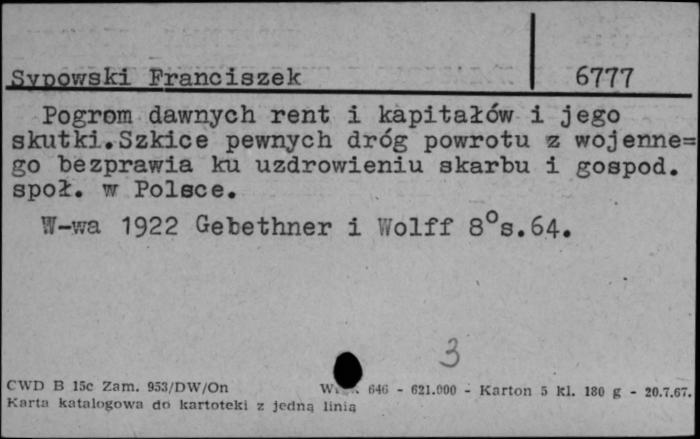 Sypowski Franciszek 6777
Pogrom dawnych rent i kapitałów i jego
skutki.Szkice pewnych dróg powrotu z wojenne=
go bezprawia ku uzdrowieniu skarbu i gospod.
społ. w Polsce.
W-wa 1922 Gebethner i Wolff 8°s.64.
3
CWD B 15c Zam. 953/DW/On 646 - 621.000 - Karton 5 kl. 180 g - 20.7.67.
Karta katalogowa do kartoteki z jedną linią